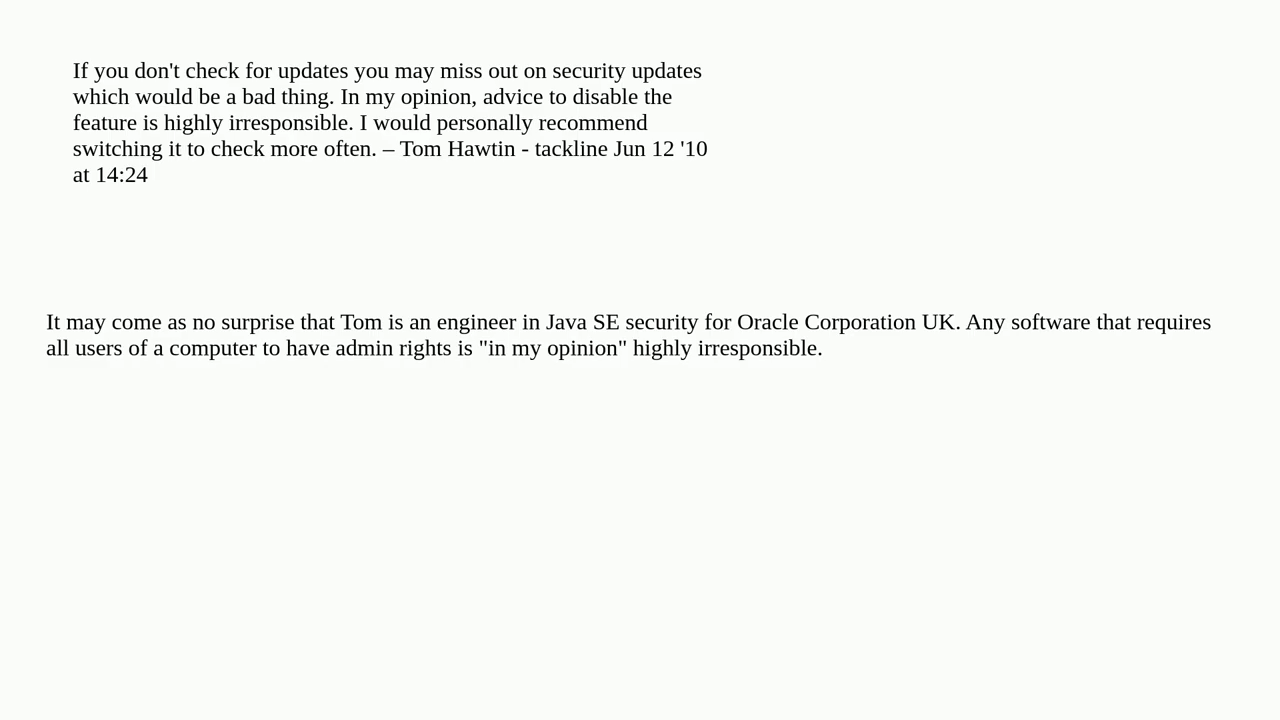 If you don't check for updates you may miss out on security updates
which would be a bad thing. In my opinion, advice to disable the
feature is highly irresponsible. I would personally recommend
switching it to check more often. – Tom Hawtin - tackline Jun 12 '10
at 14:24
It may come as no surprise that Tom is an engineer in Java SE security for Oracle Corporation UK. Any software that requires
all users of a computer to have admin rights is "in my opinion" highly irresponsible.